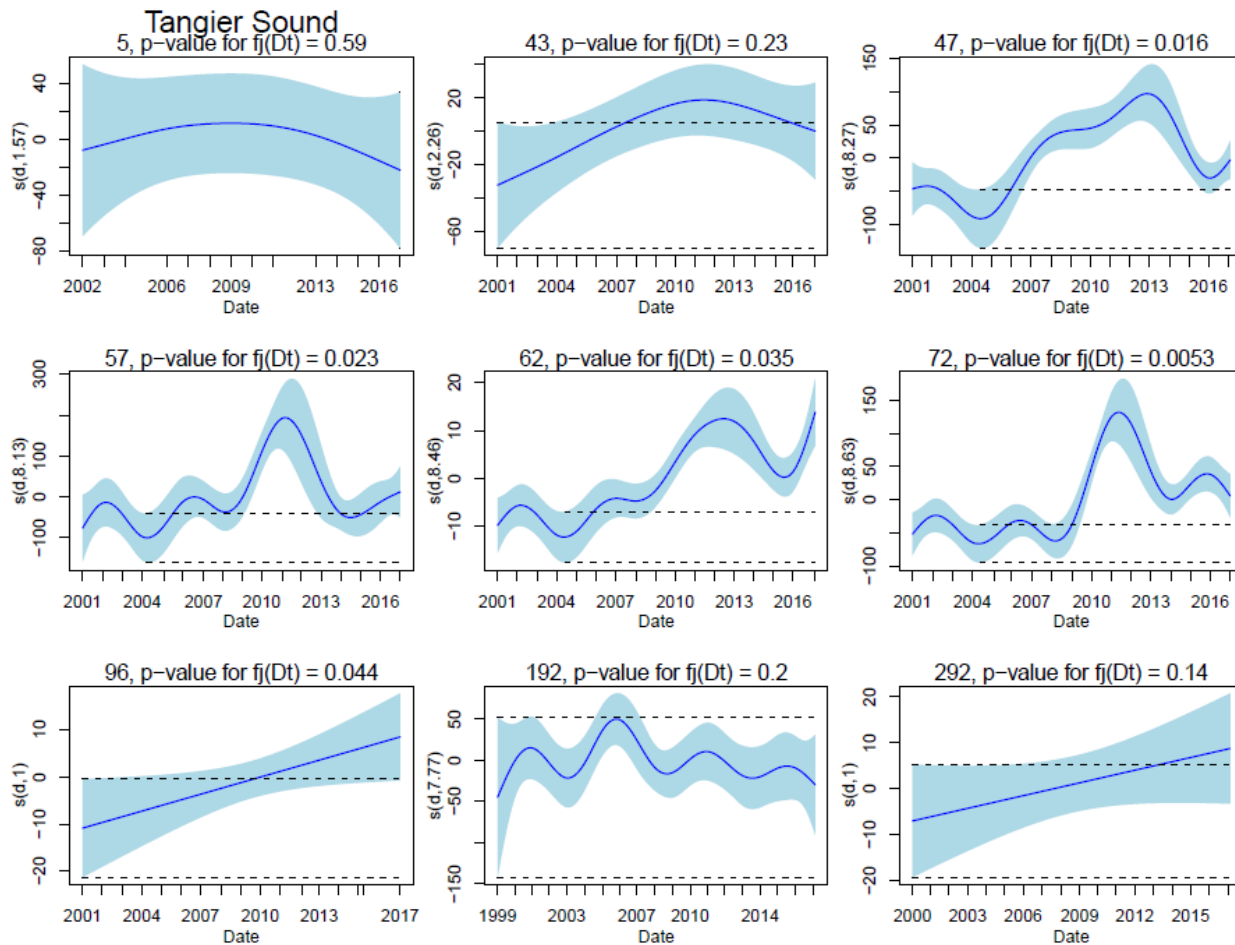 Tangier Sound
5, p−value for fj(Dt) = 0.59
s(d,1.57)
40
0
−40
−80
2002 2006 2009 2013 2016
Date
43, p−value for fj(Dt) = 0.23
s(d,2.26)
20
−20
−60
2001 2004 2007 2010 2013 2016
Date
47, p−value for fj(Dt) = 0.016
s(d,8.27)
150
50
0
−100
2001 2004 2007 2010 2013 2016
Date
57, p−value for fj(Dt) = 0.023
s(d,8.13)
300
100
0
−100
2001 2004 2007 2010 2013 2016
Date
62, p−value for fj(Dt) = 0.035
s(d,8.46)
20
10
0
−10
2001 2004 2007 2010 2013 2016
Date
72, p−value for fj(Dt) = 0.0053
s(d,8.63)
150
50
0
−100
2001 2004 2007 2010 2013 2016
Date
96, p−value for fj(Dt) = 0.044
s(d,1)
10
0
−10
−20
2001 2003 2007 2010 2013 2017
Date
192, p−value for fj(Dt) = 0.2
s(d,7.77)
50
0
−50
−150
1999 2003 2007 2010 2014
Date
292, p−value for fj(Dt) = 0.14
s(d,1)
20
10
0
−10
−20
2000 2003 2006 2009 2012 2015
Date